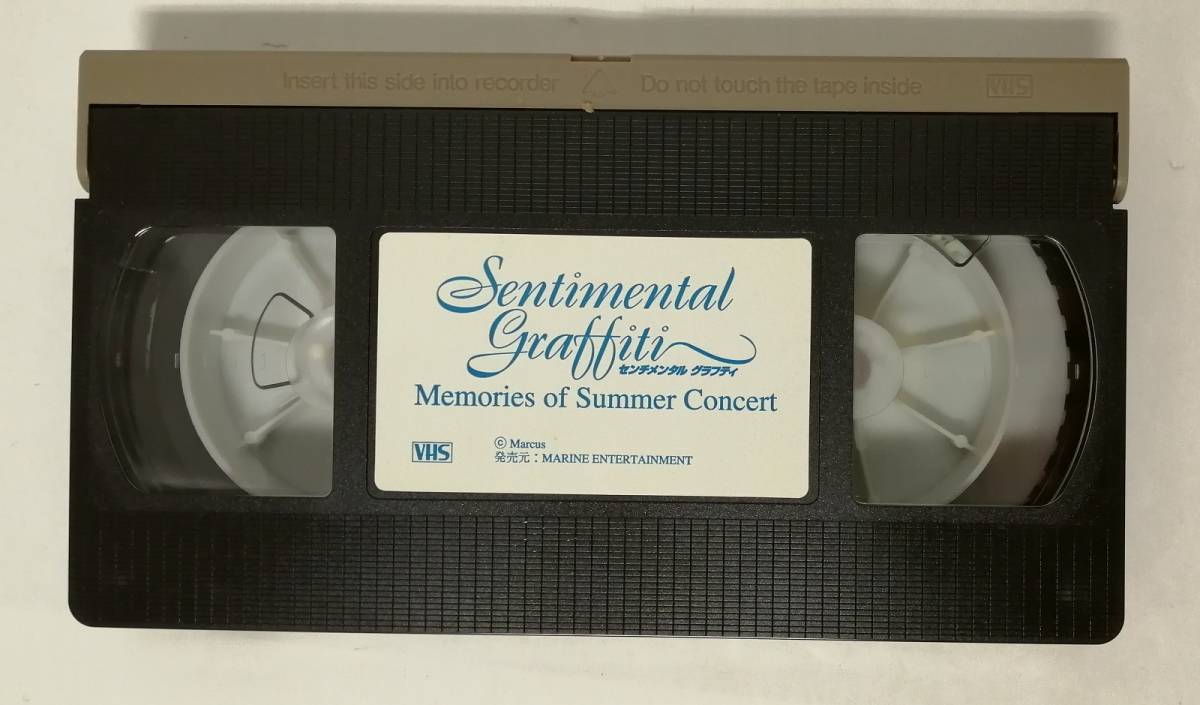 Insert this side into recorder Do not touch the tape inside VHS
Sentimental
Graffiti
センチメンタル グラフティ
Memories of Summer Concert
VHS
© Marcus
発売元：MARINE ENTERTAINMENT